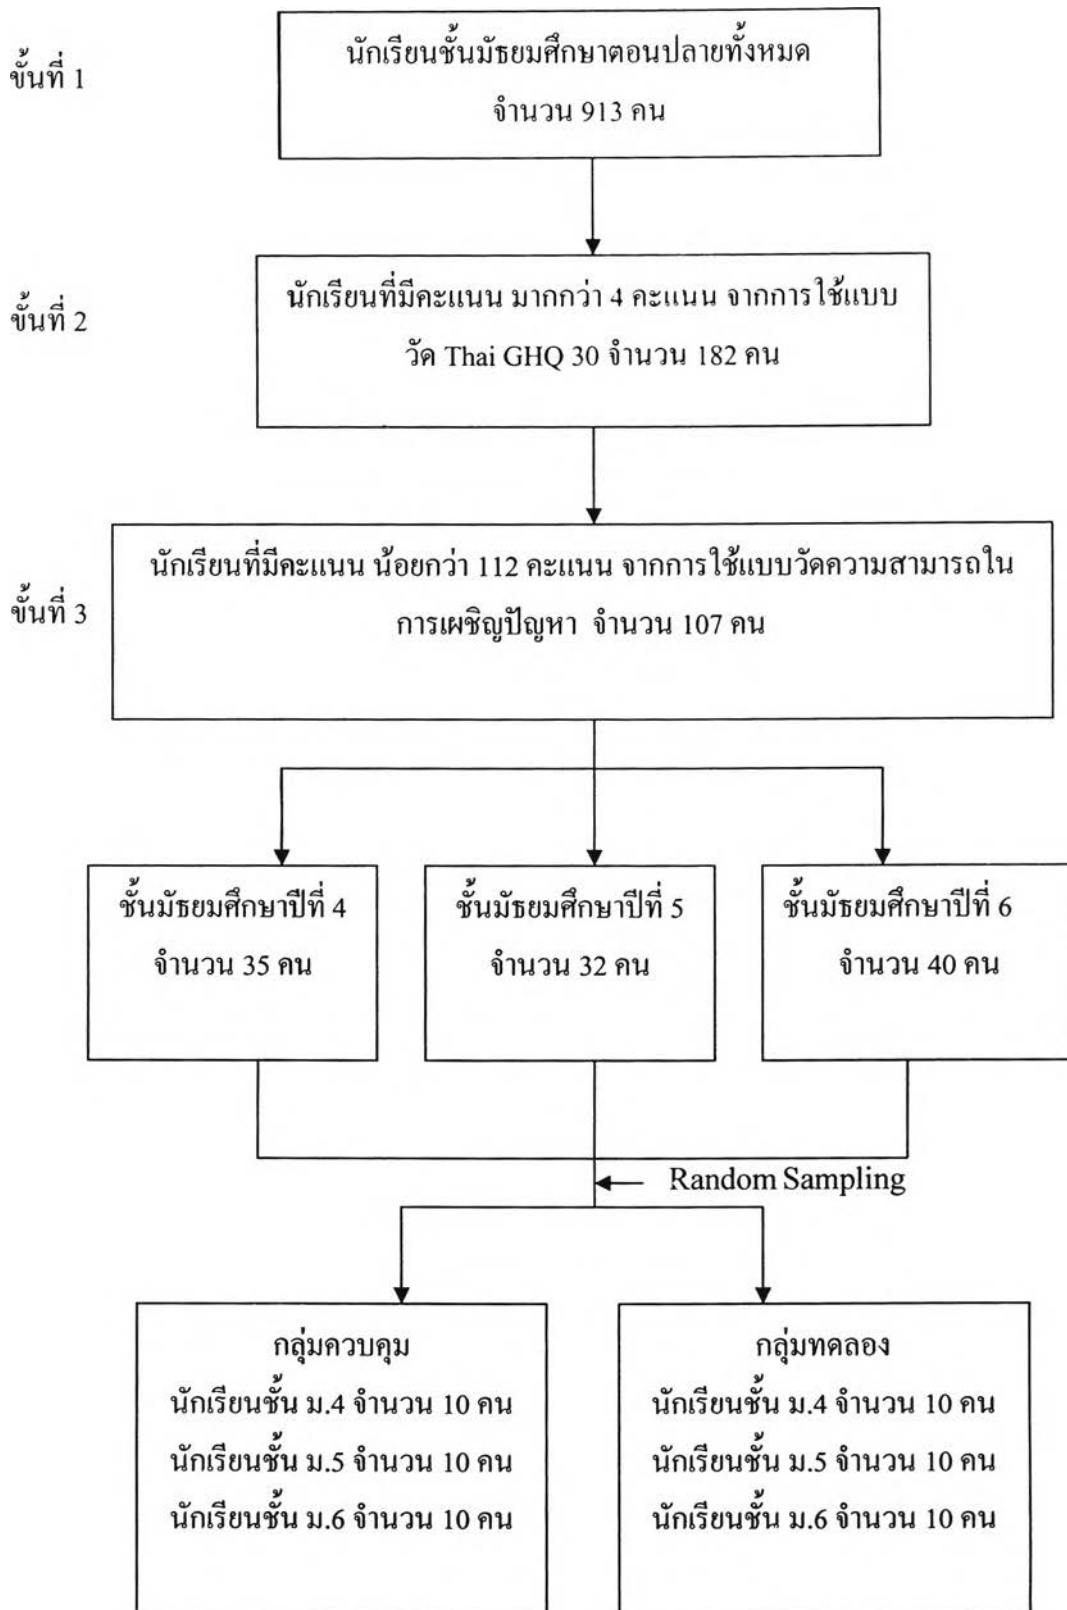 ขั้นที่ 1
นักเรียนชั้นมัธยมศึกษาตอนปลายทั้งหมด
จำนวน 913 คน
ขั้นที่ 2
นักเรียนที่มีคะแนน มากกว่า 4 คะแนน จากการใช้แบบ
วัด Thai GHQ 30 จำนวน 182 คน
ขั้นที่ 3
นักเรียนที่มีคะแนน น้อยกว่า 112 คะแนน จากการใช้แบบวัดความสามารถใน
การเผชิญปัญหา จำนวน 107 คน
ชั้นมัธยมศึกษาปีที่ 4
จำนวน 35 คน
ชั้นมัธยมศึกษาปีที่ 5
จำนวน 32 คน
ชั้นมัธยมศึกษาปีที่ 6
จำนวน 40 คน
Random Sampling
กลุ่มควบคุม
นักเรียนชั้น ม.4 จำนวน 10 คน
นักเรียนชั้น ม.5 จำนวน 10 คน
นักเรียนชั้น ม.6 จำนวน 10 คน
กลุ่มทดลอง
นักเรียนชั้น ม.4 จำนวน 10 คน
นักเรียนชั้น ม.5 จำนวน 10 คน
นักเรียนชั้น ม.6 จำนวน 10 คน